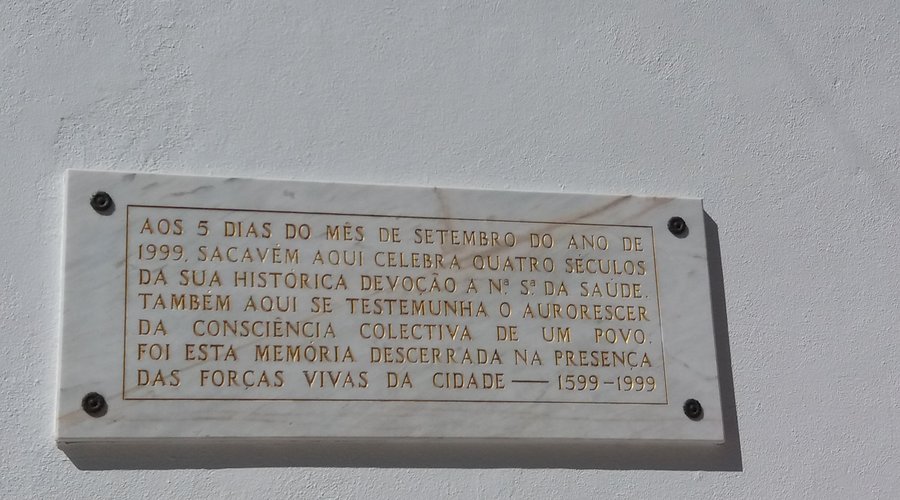 AOS 5 DIAS DO MÊS DE SETEMBRO DO ANO DE
1999, SACAVÉM AQUI CELEBRA QUATRO SÉCULOS
DA SUA HISTÓRICA DEVOÇÃO A Nª Sª DA SAÚDE.
TAMBÉM AQUI SE TESTEMUNHA O AURORESCER
DA CONSCIÊNCIA COLECTIVA DE UM POVO.
FOI ESTA MEMÓRIA DESCERRADA NA PRESENÇA
DAS FORÇAS VIVAS DA CIDADE — 1599-1999